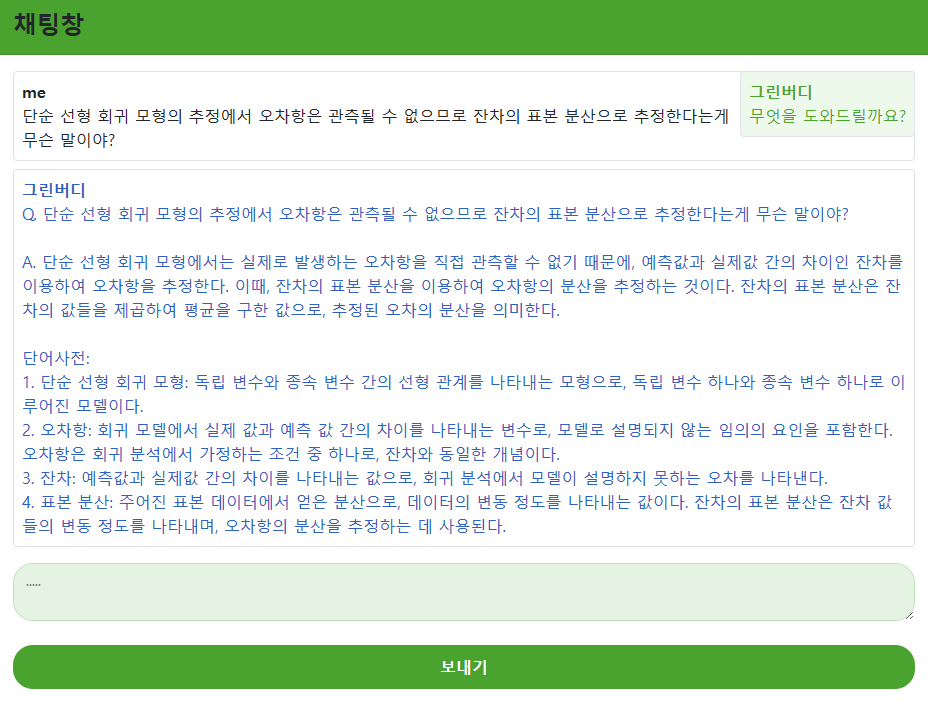 채팅창
me
단순 선형 회귀 모형의 추정에서 오차항은 관측될 수 없으므로 잔차의 표본 분산으로 추정한다는게
무슨 말이야?
그린버디
무엇을 도와드릴까요?
그린버디
Q. 단순 선형 회귀 모형의 추정에서 오차항은 관측될 수 없으므로 잔차의 표본 분산으로 추정한다는게 무슨 말이야?
A. 단순 선형 회귀 모형에서는 실제로 발생하는 오차항을 직접 관측할 수 없기 때문에, 예측값과 실제값 간의 차이인 잔차를
이용하여 오차항을 추정한다. 이때, 잔차의 표본 분산을 이용하여 오차항의 분산을 추정하는 것이다. 잔차의 표본 분산은 잔
차의 값들을 제곱하여 평균을 구한 값으로, 추정된 오차의 분산을 의미한다.
단어사전:
1. 단순 선형 회귀 모형: 독립 변수와 종속 변수 간의 선형 관계를 나타내는 모형으로, 독립 변수 하나와 종속 변수 하나로 이
루어진 모델이다.
2. 오차항: 회귀 모델에서 실제 값과 예측 값 간의 차이를 나타내는 변수로, 모델로 설명되지 않는 임의의 요인을 포함한다.
오차항은 회귀 분석에서 가정하는 조건 중 하나로, 잔차와 동일한 개념이다.
3. 잔차: 예측값과 실제값 간의 차이를 나타내는 값으로, 회귀 분석에서 모델이 설명하지 못하는 오차를 나타낸다.
4. 표본 분산: 주어진 표본 데이터에서 얻은 분산으로, 데이터의 변동 정도를 나타내는 값이다. 잔차의 표본 분산은 잔차 값
들의 변동 정도를 나타내며, 오차항의 분산을 추정하는 데 사용된다.
.....
보내기